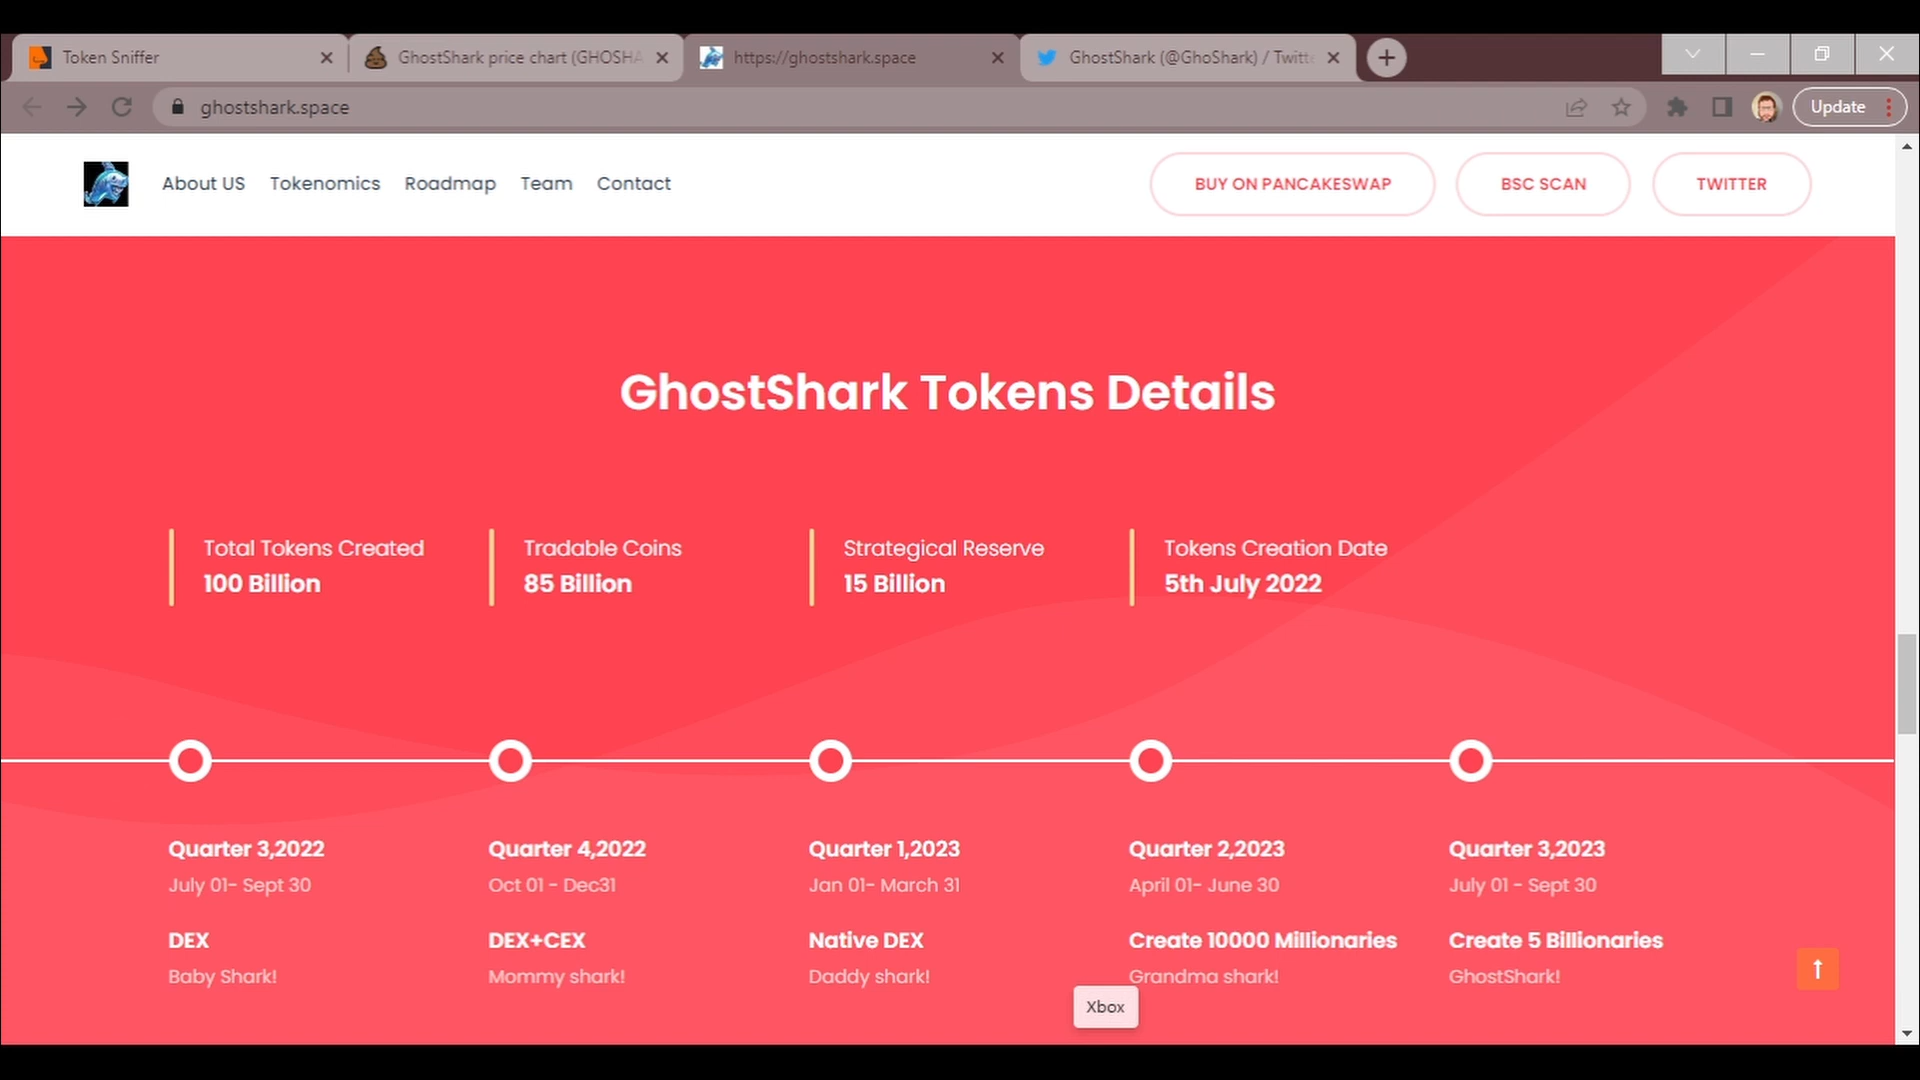 Token Sniffer
GhostShark price chart (GHOSHA
https://ghostshark.space
GhostShark (@GhoShark) / Twitt
ghostshark.space
Update
About US
Tokenomics
Roadmap
Team
Contact
BUY ON PANCAKESWAP
BSC SCAN
TWITTER
GhostShark Tokens Details
Total Tokens Created
100 Billion
Tradable Coins
85 Billion
Strategical Reserve
15 Billion
Tokens Creation Date
5th July 2022
Quarter 3,2022
July 01- Sept 30
DEX
Baby Shark!
Quarter 4,2022
Oct 01 - Dec31
DEX+CEX
Mommy shark!
Quarter 1,2023
Jan 01- March 31
Native DEX
Daddy shark!
Quarter 2,2023
April 01- June 30
Create 10000 Millionaries
Grandma shark!
Quarter 3,2023
July 01 - Sept 30
Create 5 Billionaries
GhostShark!
Xbox